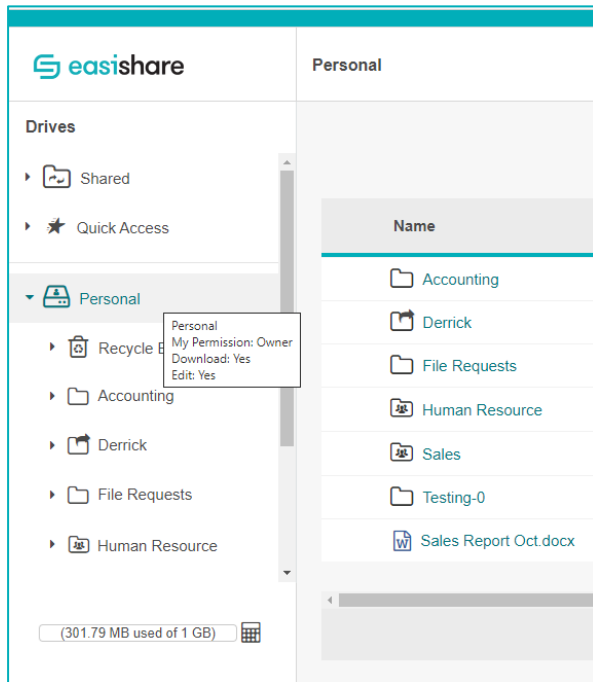 easishare
Personal
Drives
Shared
Quick Access
Personal
Personal
My Permission: Owner
Download: Yes
Edit: Yes
Recycle
Accounting
Derrick
File Requests
Human Resource
(301.79 MB used of 1 GB)
Name
Accounting
Derrick
File Requests
Human Resource
Sales
Testing-0
W
Sales Report Oct.docx